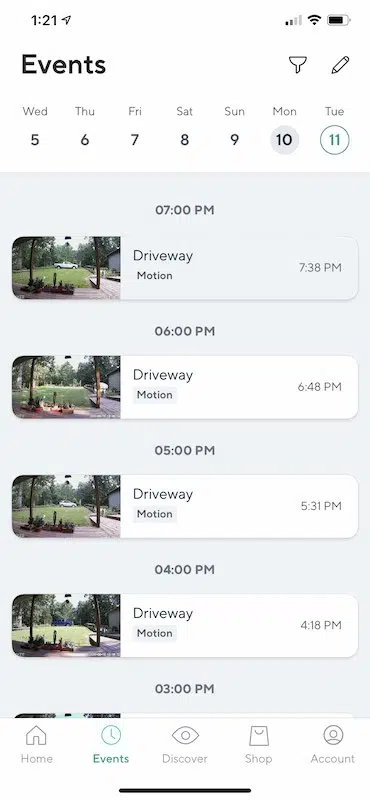 1:21
Events
Wed Thu Fri Sat Sun Mon Tue
5 6 7 8 9 10 11
07:00 PM
Driveway
Motion
7:38 PM
06:00 PM
Driveway
Motion
6:48 PM
05:00 PM
Driveway
Motion
5:31 PM
04:00 PM
Driveway
Motion
4:18 PM
03:00 PM
Home Events Discover Shop Account